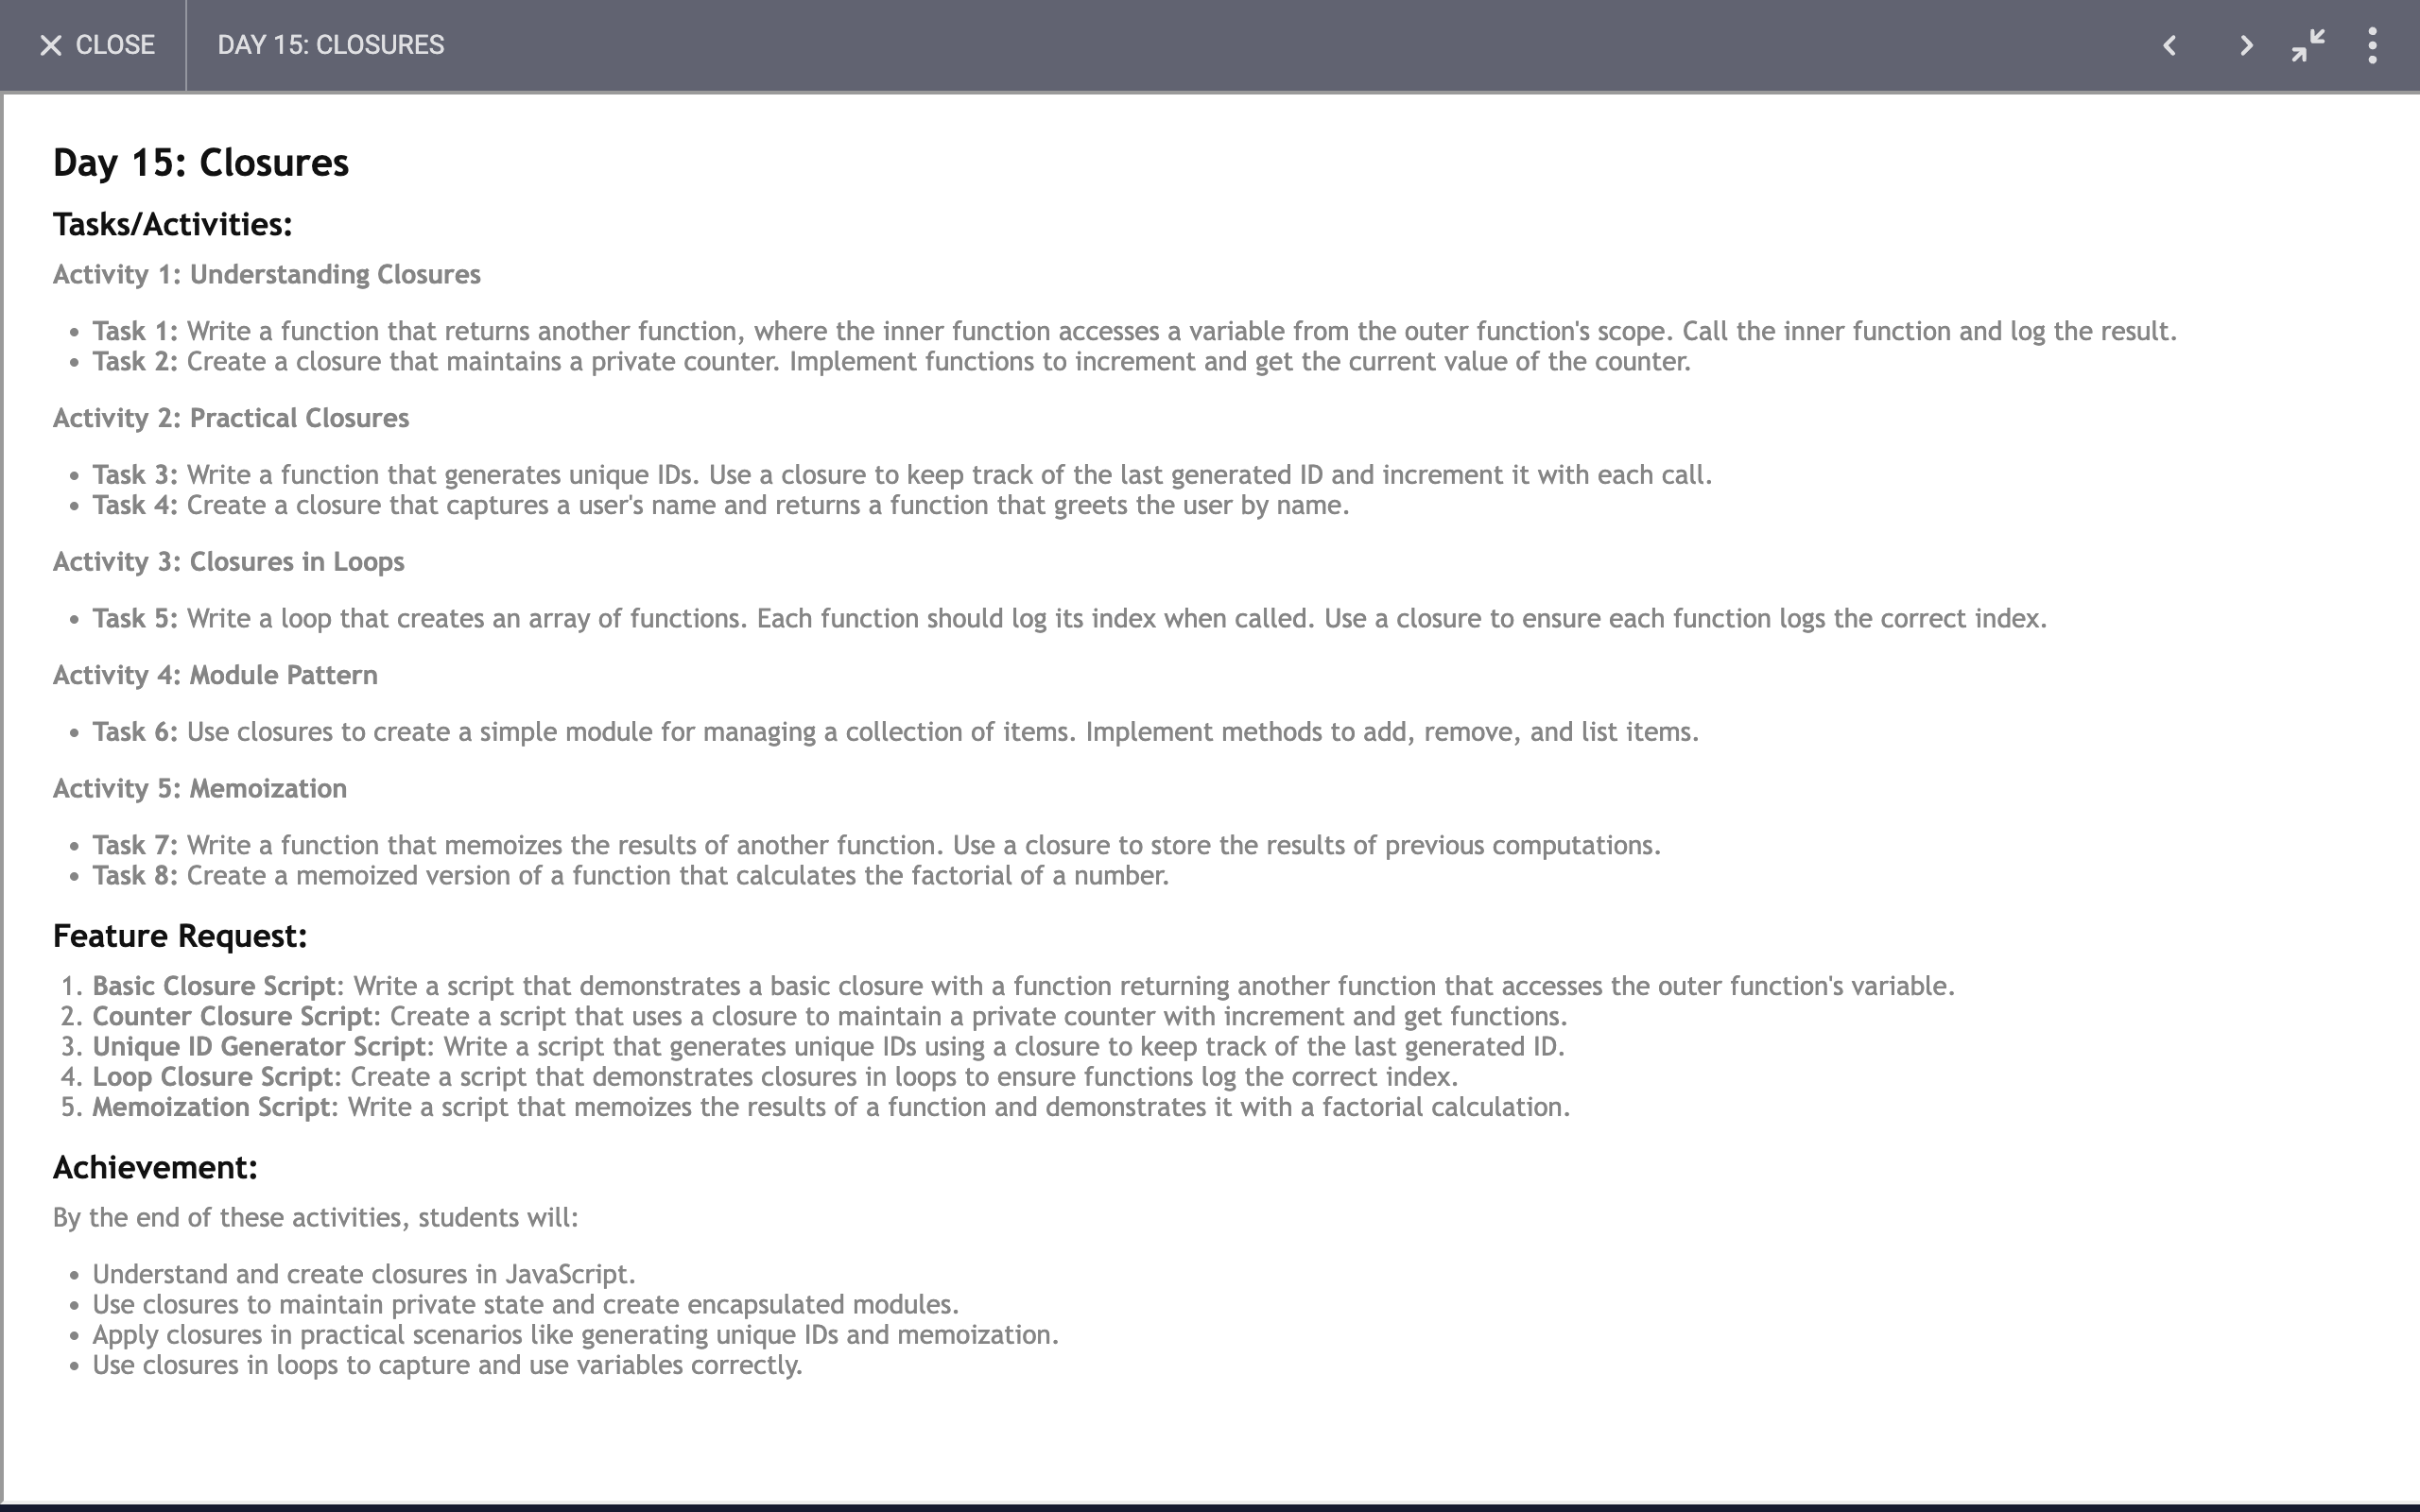 CLOSE
DAY 15: CLOSURES
Day 15: Closures
Tasks/Activities:
Activity 1: Understanding Closures
• Task 1: Write a function that returns another function, where the inner function accesses a variable from the outer function's scope. Call the inner function and log the result.
• Task 2: Create a closure that maintains a private counter. Implement functions to increment and get the current value of the counter.
Activity 2: Practical Closures
• Task 3: Write a function that generates unique IDs. Use a closure to keep track of the last generated ID and increment it with each call.
• Task 4: Create a closure that captures a user's name and returns a function that greets the user by name.
Activity 3: Closures in Loops
• Task 5: Write a loop that creates an array of functions. Each function should log its index when called. Use a closure to ensure each function logs the correct index.
Activity 4: Module Pattern
• Task 6: Use closures to create a simple module for managing a collection of items. Implement methods to add, remove, and list items.
Activity 5: Memoization
• Task 7: Write a function that memoizes the results of another function. Use a closure to store the results of previous computations.
• Task 8: Create a memoized version of a function that calculates the factorial of a number.
Feature Request:
1. Basic Closure Script: Write a script that demonstrates a basic closure with a function returning another function that accesses the outer function's variable.
2. Counter Closure Script: Create a script that uses a closure to maintain a private counter with increment and get functions.
3. Unique ID Generator Script: Write a script that generates unique IDs using a closure to keep track of the last generated ID.
4. Loop Closure Script: Create a script that demonstrates closures in loops to ensure functions log the correct index.
5. Memoization Script: Write a script that memoizes the results of a function and demonstrates it with a factorial calculation.
Achievement:
By the end of these activities, students will:
• Understand and create closures in JavaScript.
• Use closures to maintain private state and create encapsulated modules.
• Apply closures in practical scenarios like generating unique IDs and memoization.
• Use closures in loops to capture and use variables correctly.